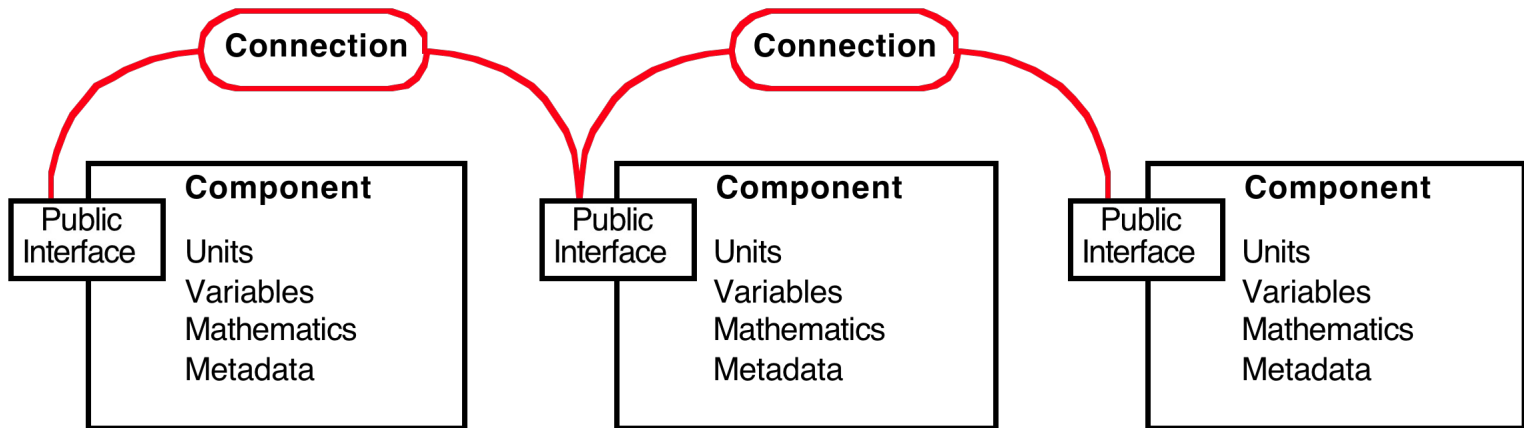 Connection
Connection
Component
Public
Interface
Units
Variables
Mathematics
Metadata
Component
Public
Interface
Units
Variables
Mathematics
Metadata
Component
Public
Interface
Units
Variables
Mathematics
Metadata